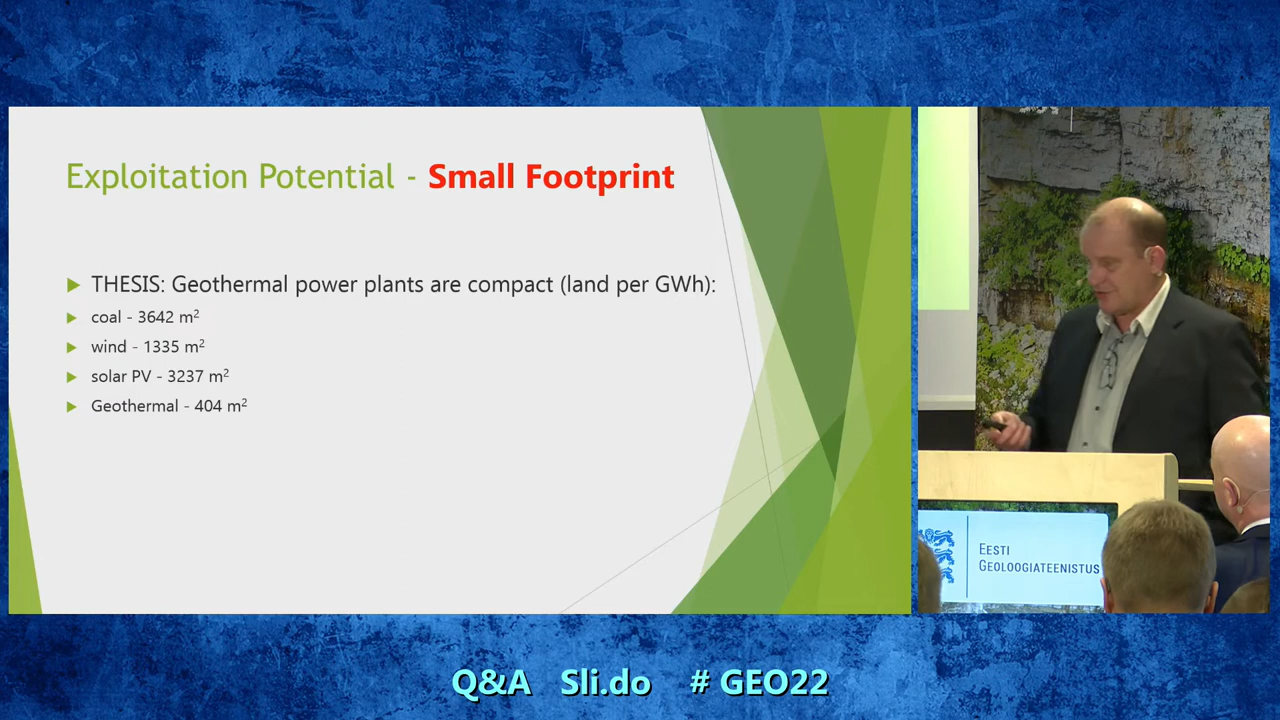 Exploitation Potential - Small Footprint
THESIS: Geothermal power plants are compact (land per GWh):
coal - 3642 m²
wind - 1335 m²
solar PV - 3237 m²
Geothermal - 404 m²
EESTI
GEOLOOGIATEENISTUS
Q&A Sli.do # GEO22